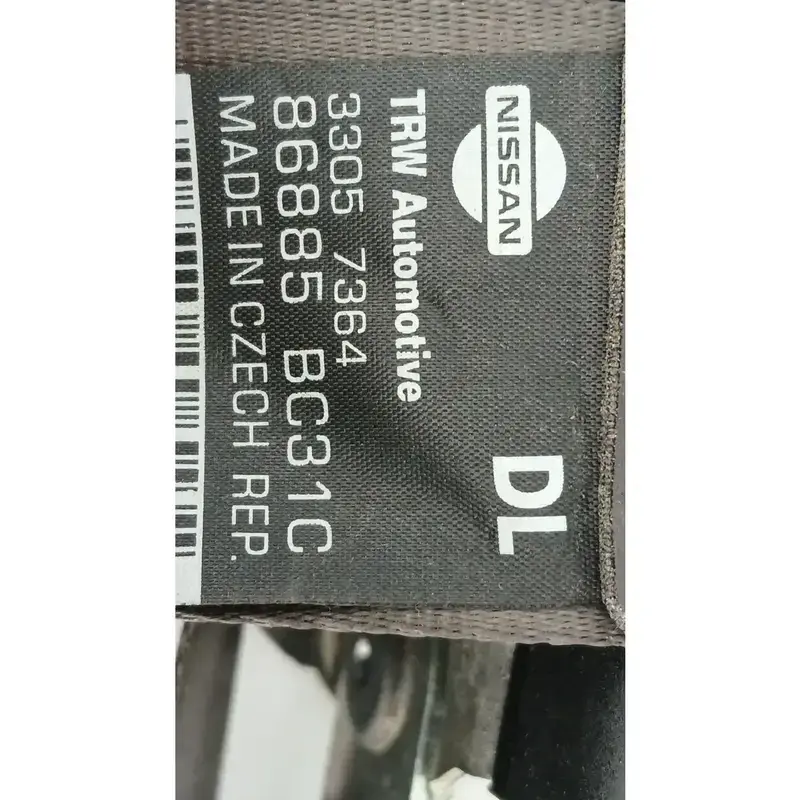 NISSAN
DL
TRW Automotive
3305 7364
86885 BC31C
MADE IN CZECH REP.